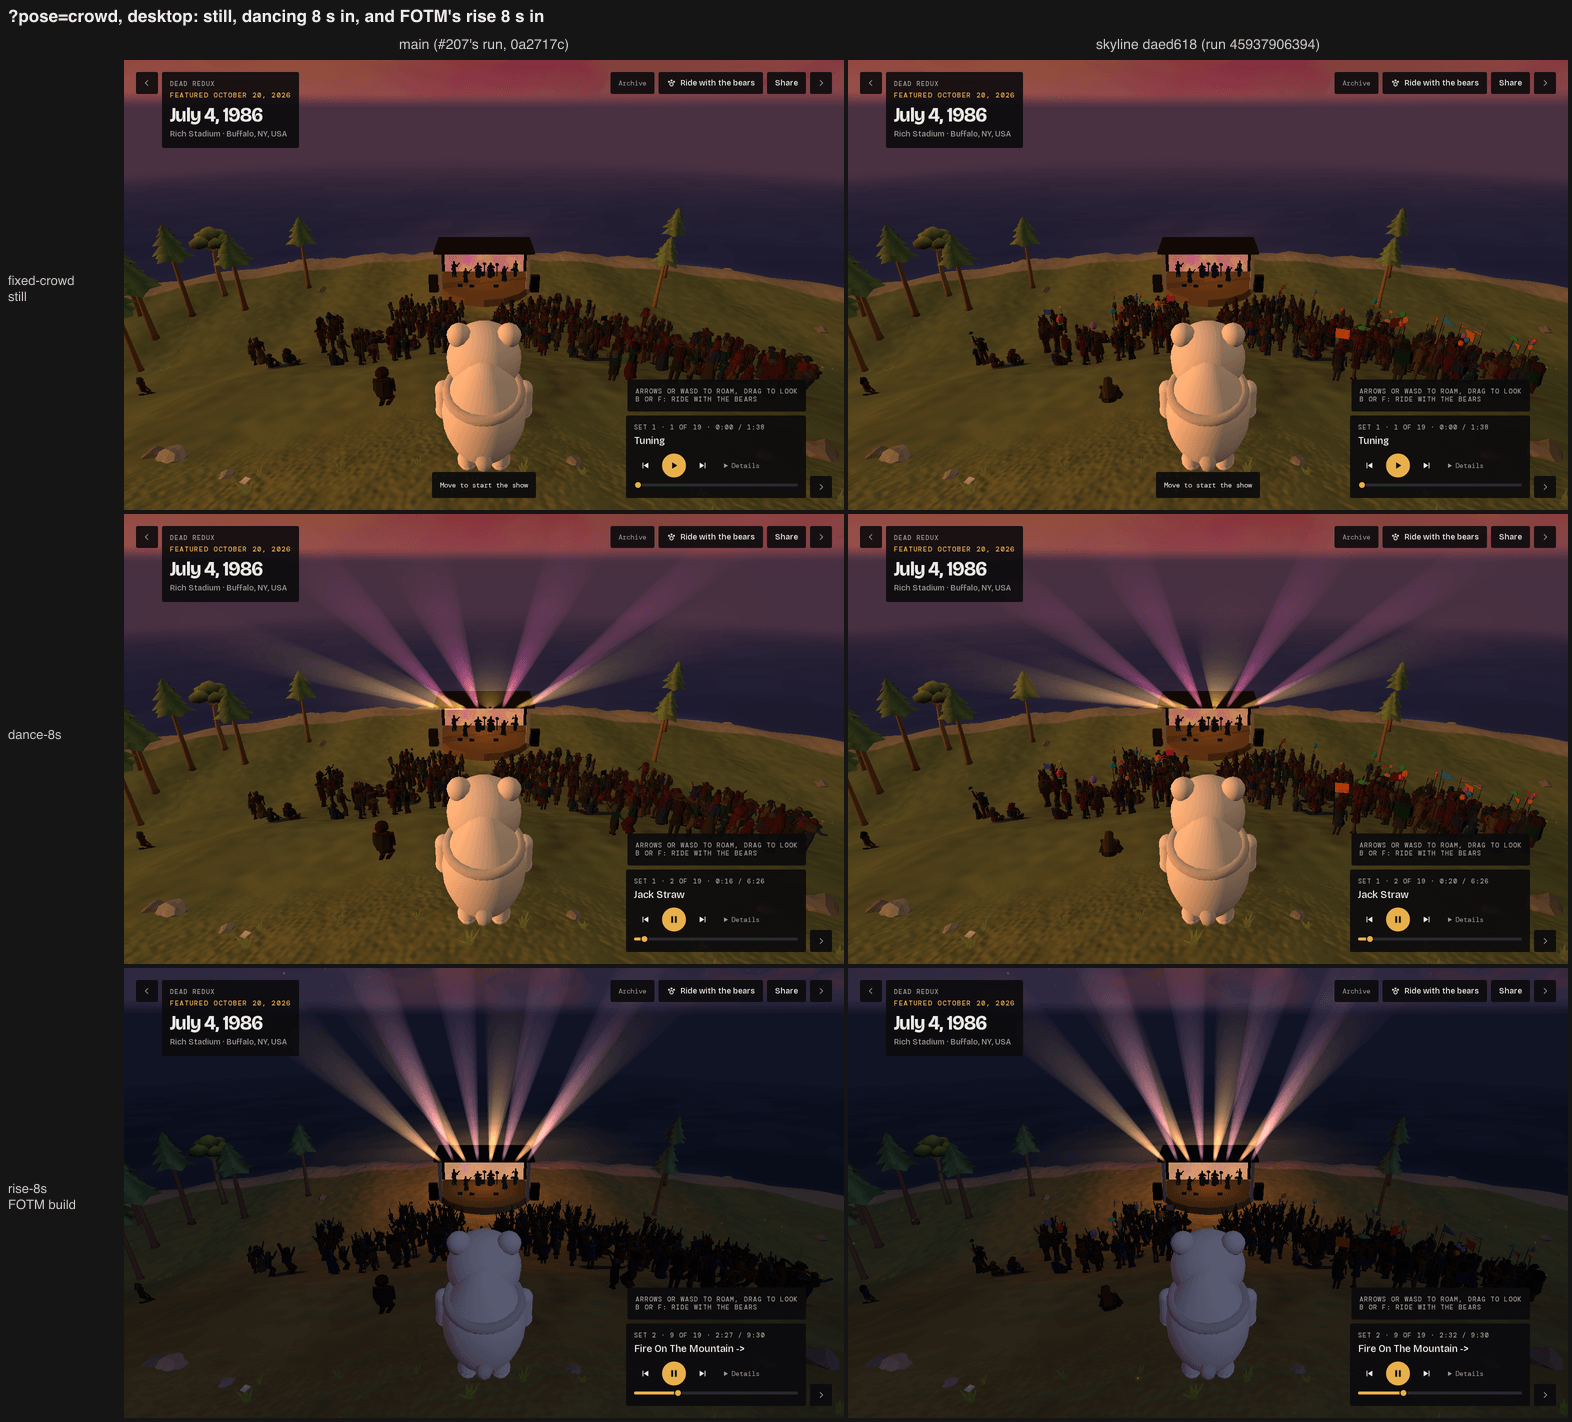 ?pose=crowd, desktop: still, dancing 8 s in, and FOTM's rise 8 s in
main (#207's run, 0a2717c)
skyline daed618 (run 45937906394)
fixed-crowd
still
DEAD REDUX
FEATURED OCTOBER 20, 2026
July 4, 1986
Rich Stadium · Buffalo, NY, USA
Archive
Ride with the bears
Share
ARROWS OR WASD TO ROAM, DRAG TO LOOK
B OR F: RIDE WITH THE BEARS
SET 1 · 1 OF 19 · 0:00 / 1:38
Tuning
Details
Move to start the show
DEAD REDUX
FEATURED OCTOBER 20, 2026
July 4, 1986
Rich Stadium · Buffalo, NY, USA
Archive
Ride with the bears
Share
ARROWS OR WASD TO ROAM, DRAG TO LOOK
B OR F: RIDE WITH THE BEARS
SET 1 · 1 OF 19 · 0:00 / 1:38
Tuning
Details
Move to start the show
dance-8s
DEAD REDUX
FEATURED OCTOBER 20, 2026
July 4, 1986
Rich Stadium · Buffalo, NY, USA
Archive
Ride with the bears
Share
ARROWS OR WASD TO ROAM, DRAG TO LOOK
B OR F: RIDE WITH THE BEARS
SET 1 · 2 OF 19 · 0:16 / 6:26
Jack Straw
Details
DEAD REDUX
FEATURED OCTOBER 20, 2026
July 4, 1986
Rich Stadium · Buffalo, NY, USA
Archive
Ride with the bears
Share
ARROWS OR WASD TO ROAM, DRAG TO LOOK
B OR F: RIDE WITH THE BEARS
SET 1 · 2 OF 19 · 0:20 / 6:26
Jack Straw
Details
rise-8s
FOTM build
DEAD REDUX
FEATURED OCTOBER 20, 2026
July 4, 1986
Rich Stadium · Buffalo, NY, USA
Archive
Ride with the bears
Share
ARROWS OR WASD TO ROAM, DRAG TO LOOK
B OR F: RIDE WITH THE BEARS
SET 2 · 9 OF 19 · 2:27 / 9:30
Fire On The Mountain ->
Details
DEAD REDUX
FEATURED OCTOBER 20, 2026
July 4, 1986
Rich Stadium · Buffalo, NY, USA
Archive
Ride with the bears
Share
ARROWS OR WASD TO ROAM, DRAG TO LOOK
B OR F: RIDE WITH THE BEARS
SET 2 · 9 OF 19 · 2:32 / 9:30
Fire On The Mountain ->
Details